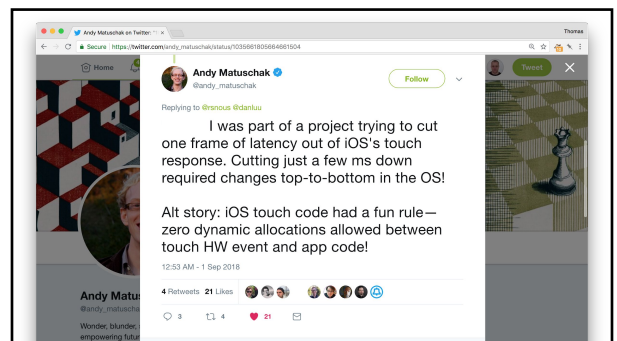 Andy Matuschak on Twitter: "
Thomas
Secure | https://twitter.com/andy_matuschak/status/1035661805664661504
Home
Tweet
Andy Matuschak
@andy_matuschak
Follow
Replying to @rsnous @danluu
I was part of a project trying to cut
one frame of latency out of iOS's touch
response. Cutting just a few ms down
required changes top-to-bottom in the OS!
Alt story: iOS touch code had a fun rule—
zero dynamic allocations allowed between
touch HW event and app code!
12:53 AM - 1 Sep 2018
4 Retweets 21 Likes
3 4 21
Andy Matus
@andy_matuscha
Wonder, blunder,
empowering futur